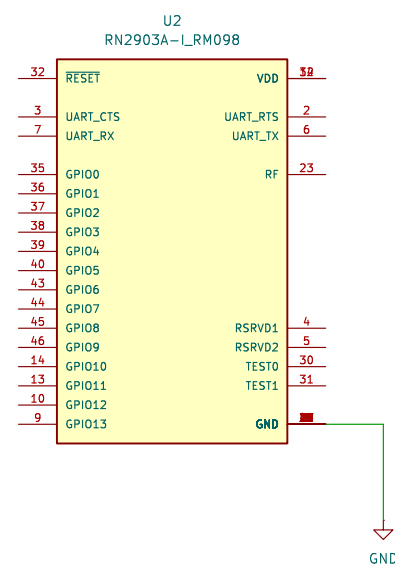 U2
RN2903A-I_RM098
32 RESET VDD
3 UART_CTS UART_RTS 2
7 UART_RX UART_TX 6
35 GPIO0 RF 23
36 GPIO1
37 GPIO2
38 GPIO3
39 GPIO4
40 GPIO5
43 GPIO6
44 GPIO7
45 GPIO8 RSRVD1 4
46 GPIO9 RSRVD2 5
14 GPIO10 TEST0 30
13 GPIO11 TEST1 31
10 GPIO12
9 GPIO13 GND
GND